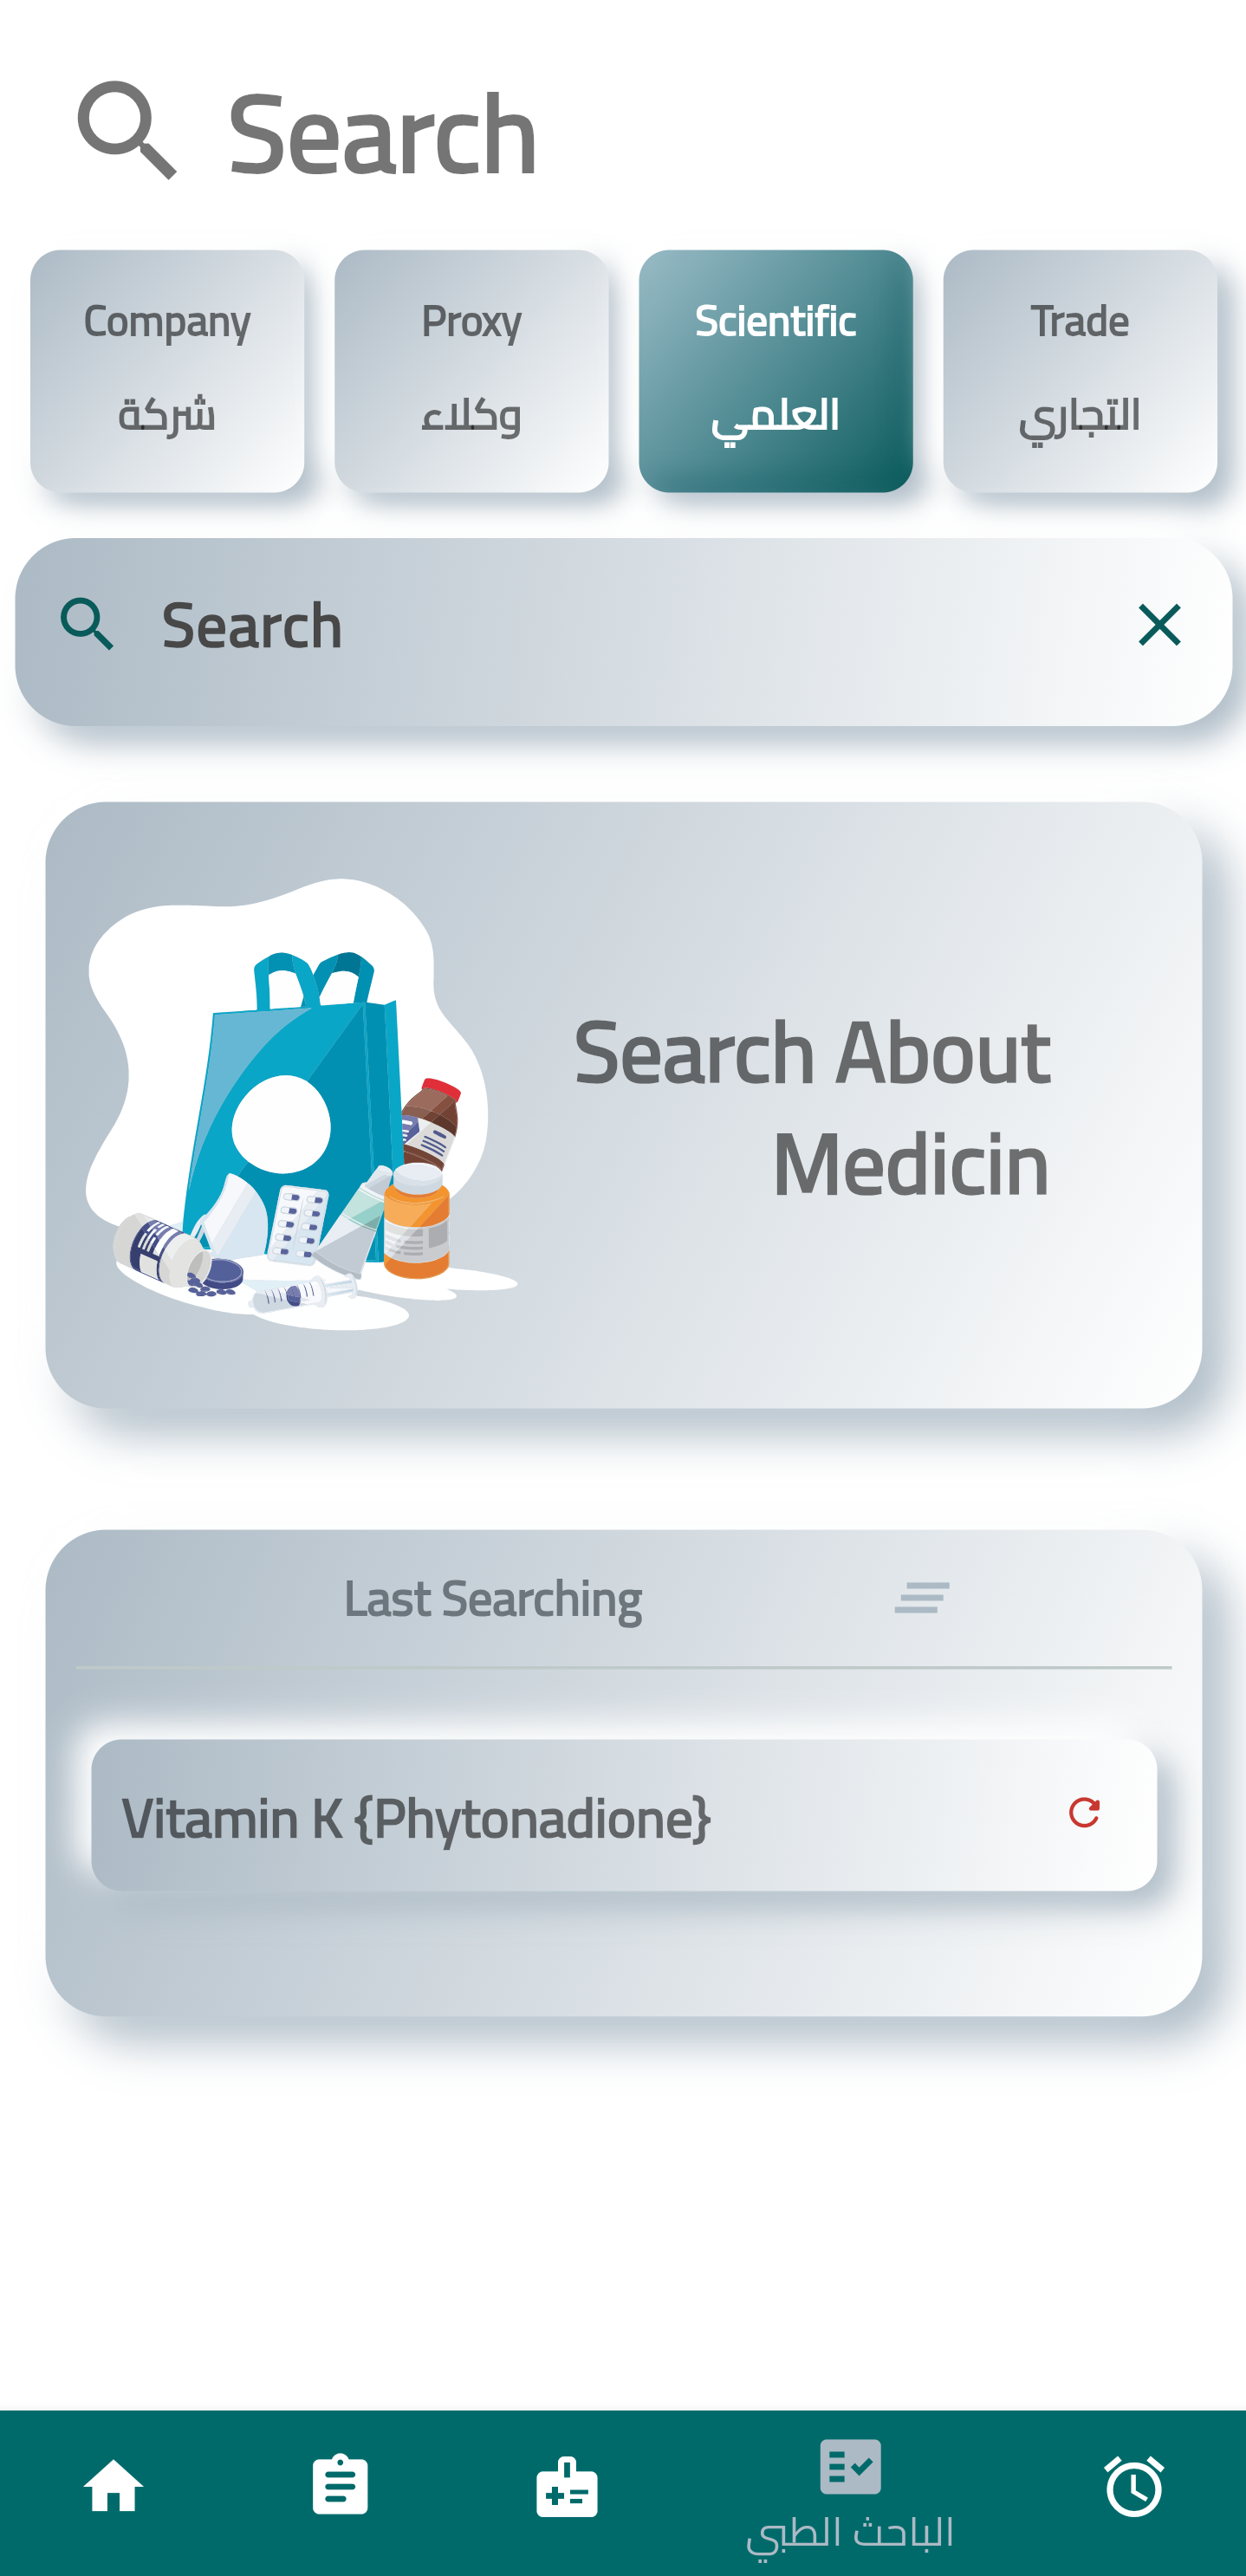 Search
Company
شركة
Proxy
وكلاء
Scientific
العلمي
Trade
التجاري
Search
Search About
Medicin
Last Searching
Vitamin K {Phytonadione}
الباحث الطبي